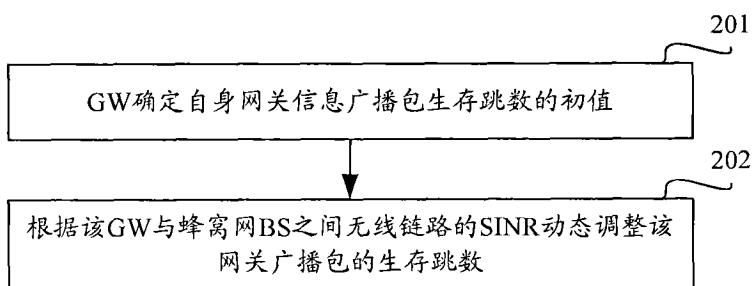 201
GW确定自身网关信息广播包生存跳数的初值
202
根据该GW与蜂窝网BS之间无线链路的SINR动态调整该
网关广播包的生存跳数